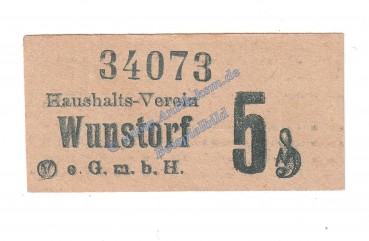 34073
Haushalts-Verein
Wunstorf
e. G. m. b. H.
5 ₰